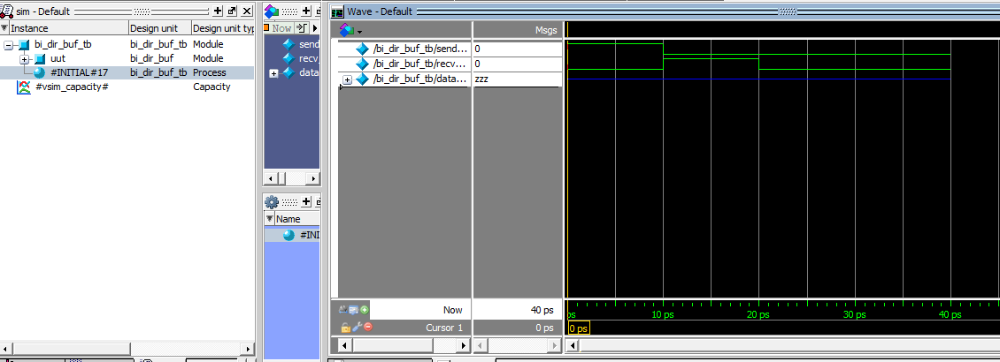 sim - Default
Instance Design unit Design unit typ
bi_dir_buf_tb bi_dir_buf_tb Module
uut bi_dir_buf Module
#INITIAL#17 bi_dir_buf_tb Process
#vsim_capacity# Capacity
Now
send
recv_
data
Name
#INI
Wave - Default
Msgs
/bi_dir_buf_tb/send... 0
/bi_dir_buf_tb/recv... 0
/bi_dir_buf_tb/data... zzz
Now 40 ps ps 10 ps 20 ps 30 ps 40 ps
Cursor 1 0 ps 0 ps